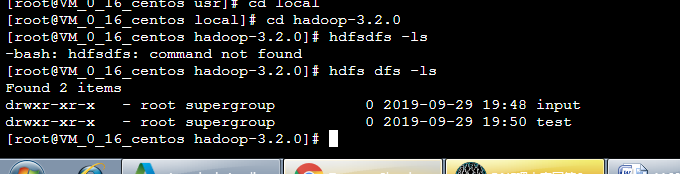 [root@VM_0_16_centos usr]# cd local
[root@VM_0_16_centos local]# cd hadoop-3.2.0
[root@VM_0_16_centos hadoop-3.2.0]# hdfsdfs -ls
-bash: hdfsdfs: command not found
[root@VM_0_16_centos hadoop-3.2.0]# hdfs dfs -ls
Found 2 items
drwxr-xr-x   - root supergroup          0 2019-09-29 19:48 input
drwxr-xr-x   - root supergroup          0 2019-09-29 19:50 test
[root@VM_0_16_centos hadoop-3.2.0]#